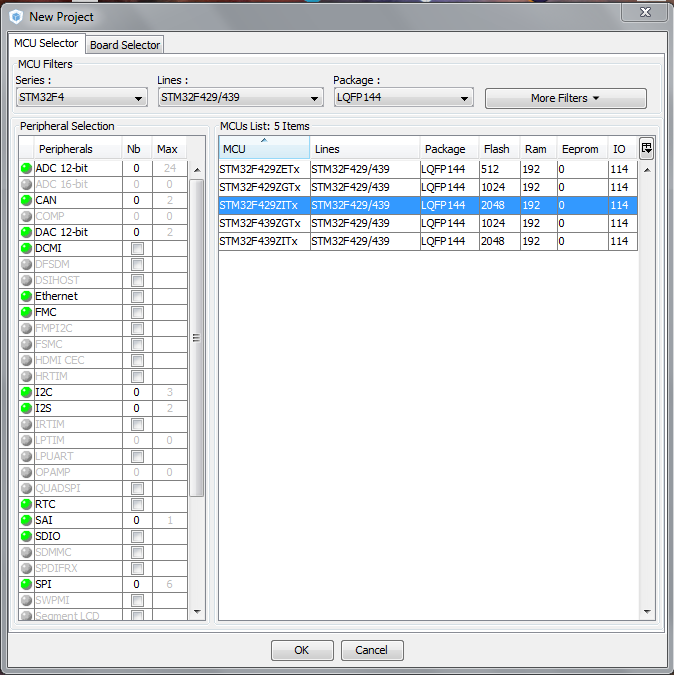 New Project
MCU Selector Board Selector
MCU Filters
Series : Lines : Package :
STM32F4 STM32F429/439 LQFP144 More Filters
Peripheral Selection
Peripherals Nb Max
ADC 12-bit 0 24
ADC 16-bit 0 0
CAN 0 2
COMP 0 0
DAC 12-bit 0 2
DCMI
DFSDM
DSIHOST
Ethernet
FMC
FMPI2C
FSMC
HDMI CEC
HRTIM
I2C 0 3
I2S 0 2
IRTIM
LPTIM 0 0
LPUART
OPAMP 0 0
QUADSPI
RTC
SAI 0 1
SDIO
SDMMC
SPDIFRX
SPI 0 6
SWPMI
Segment LCD
MCUs List: 5 Items
MCU Lines Package Flash Ram Eeprom IO
STM32F429ZETx STM32F429/439 LQFP144 512 192 0 114
STM32F429ZGTx STM32F429/439 LQFP144 1024 192 0 114
STM32F429ZITx STM32F429/439 LQFP144 2048 192 0 114
STM32F439ZGTx STM32F429/439 LQFP144 1024 192 0 114
STM32F439ZITx STM32F429/439 LQFP144 2048 192 0 114
OK Cancel